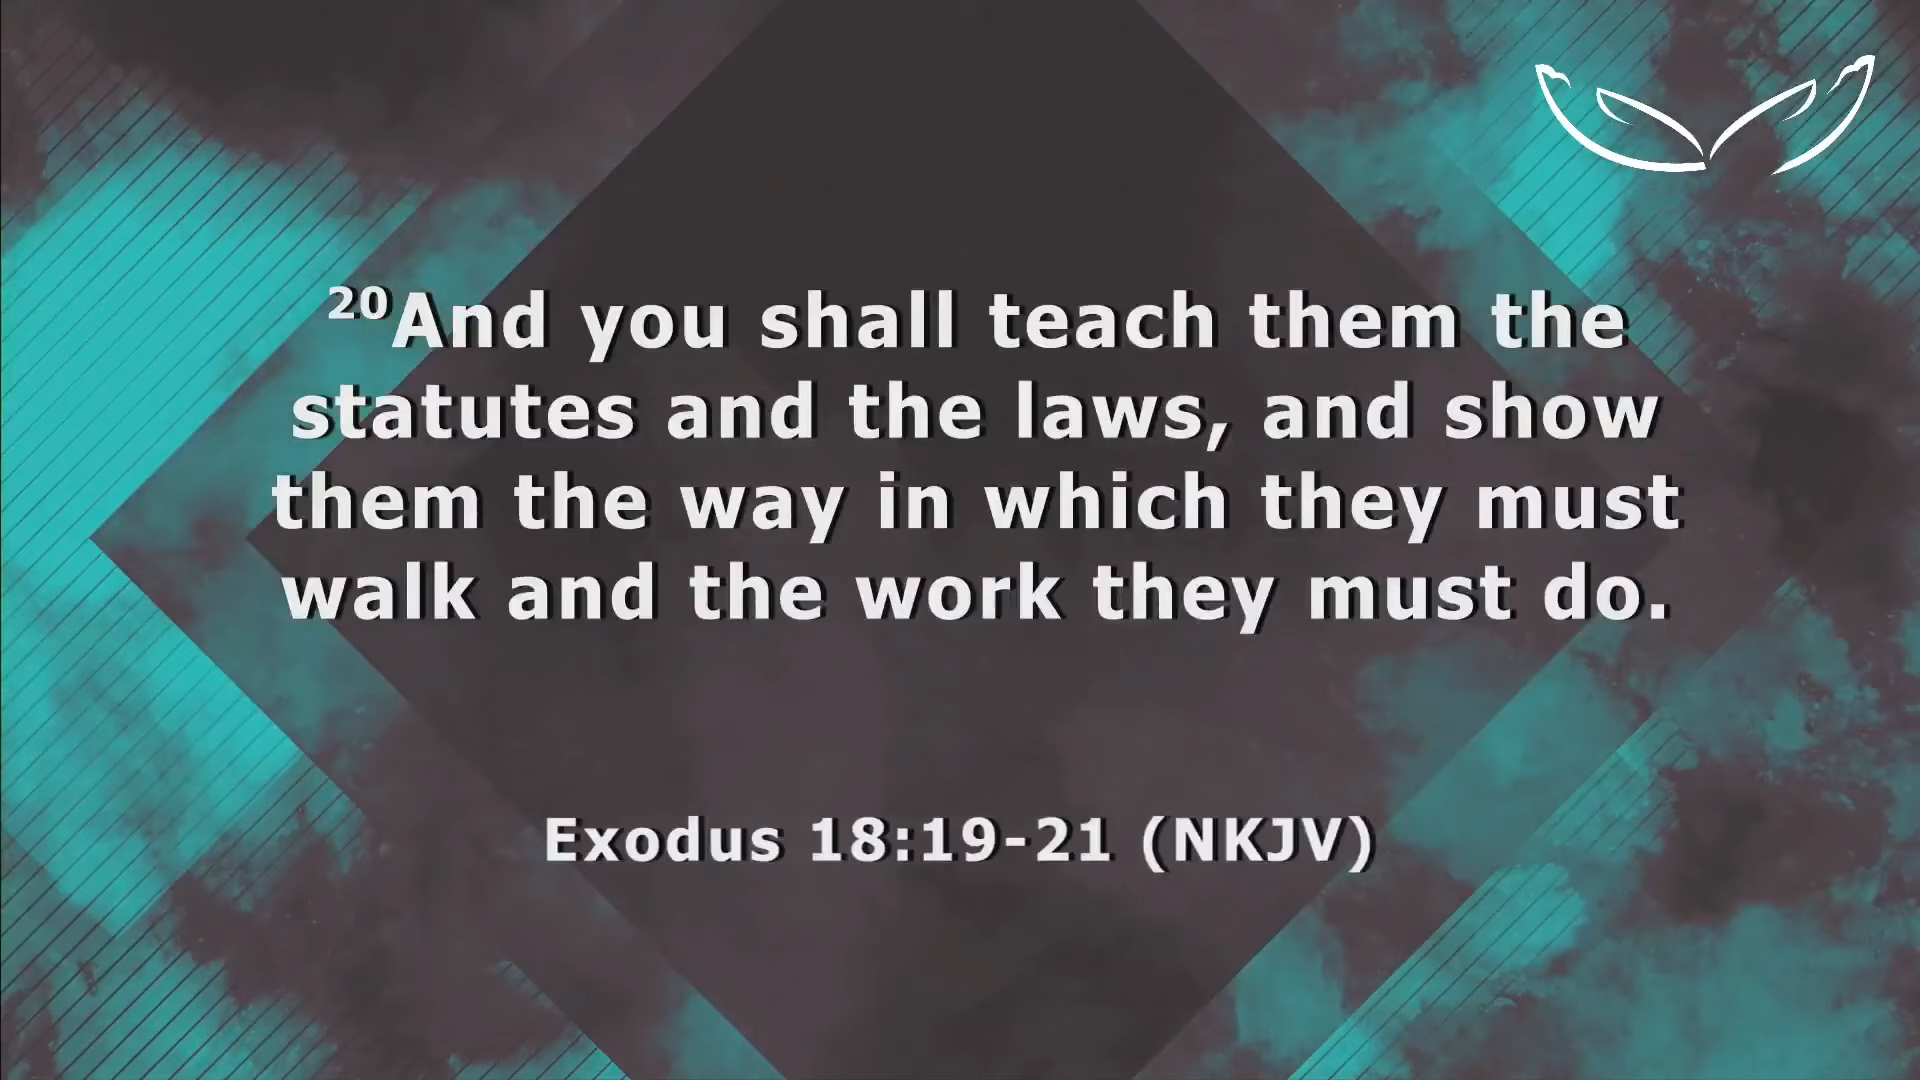 ²⁰And you shall teach them the
statutes and the laws, and show
them the way in which they must
walk and the work they must do.
Exodus 18:19-21 (NKJV)